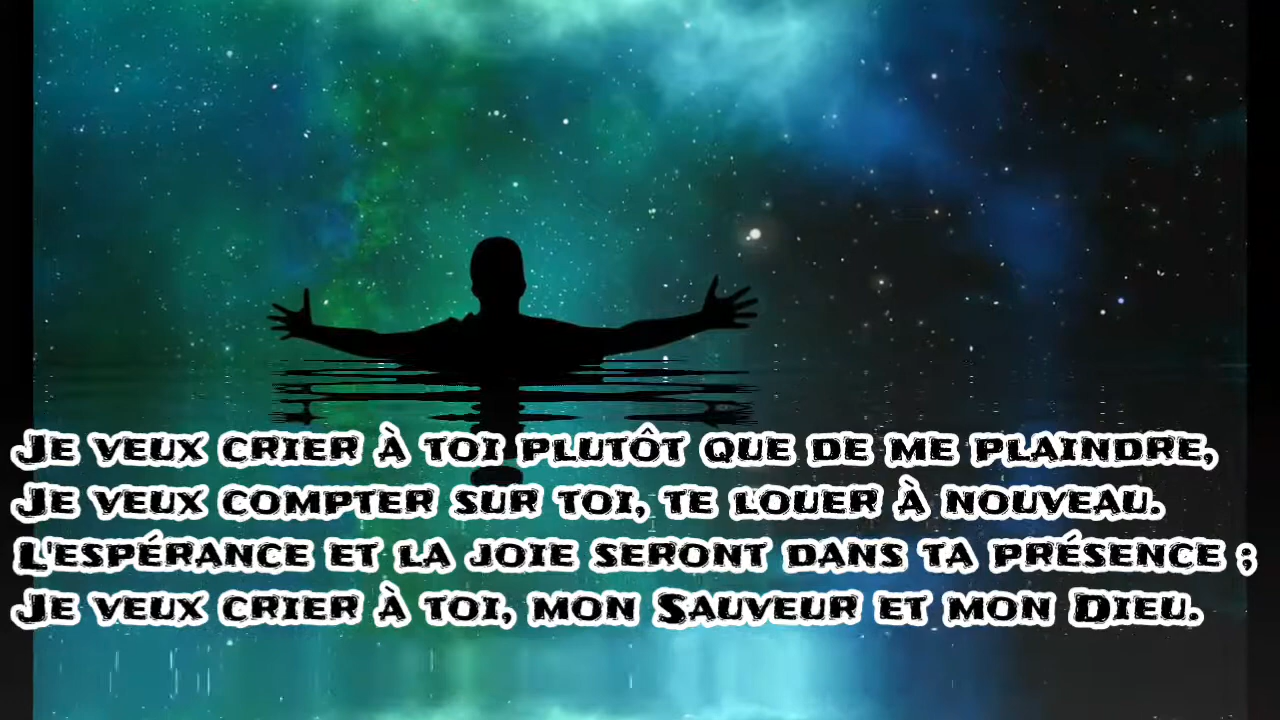 Je veux crier à toi plutôt que de me plaindre,
Je veux compter sur toi, te louer à nouveau.
L'espérance et la joie seront dans ta présence ;
Je veux crier à toi, mon Sauveur et mon Dieu.